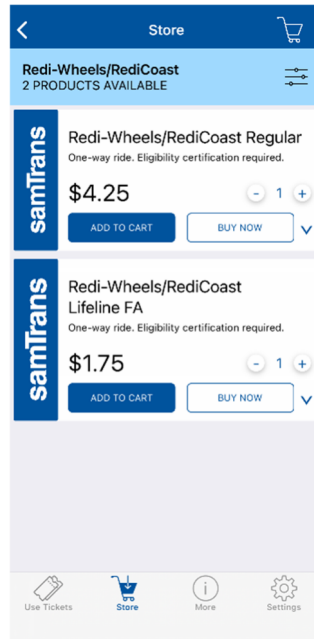 Store
Redi-Wheels/RediCoast
2 PRODUCTS AVAILABLE
samTrans
Redi-Wheels/RediCoast Regular
One-way ride. Eligibility certification required.
$4.25
- 1 +
ADD TO CART
BUY NOW
samTrans
Redi-Wheels/RediCoast
Lifeline FA
One-way ride. Eligibility certification required.
$1.75
- 1 +
ADD TO CART
BUY NOW
Use Tickets
Store
More
Settings